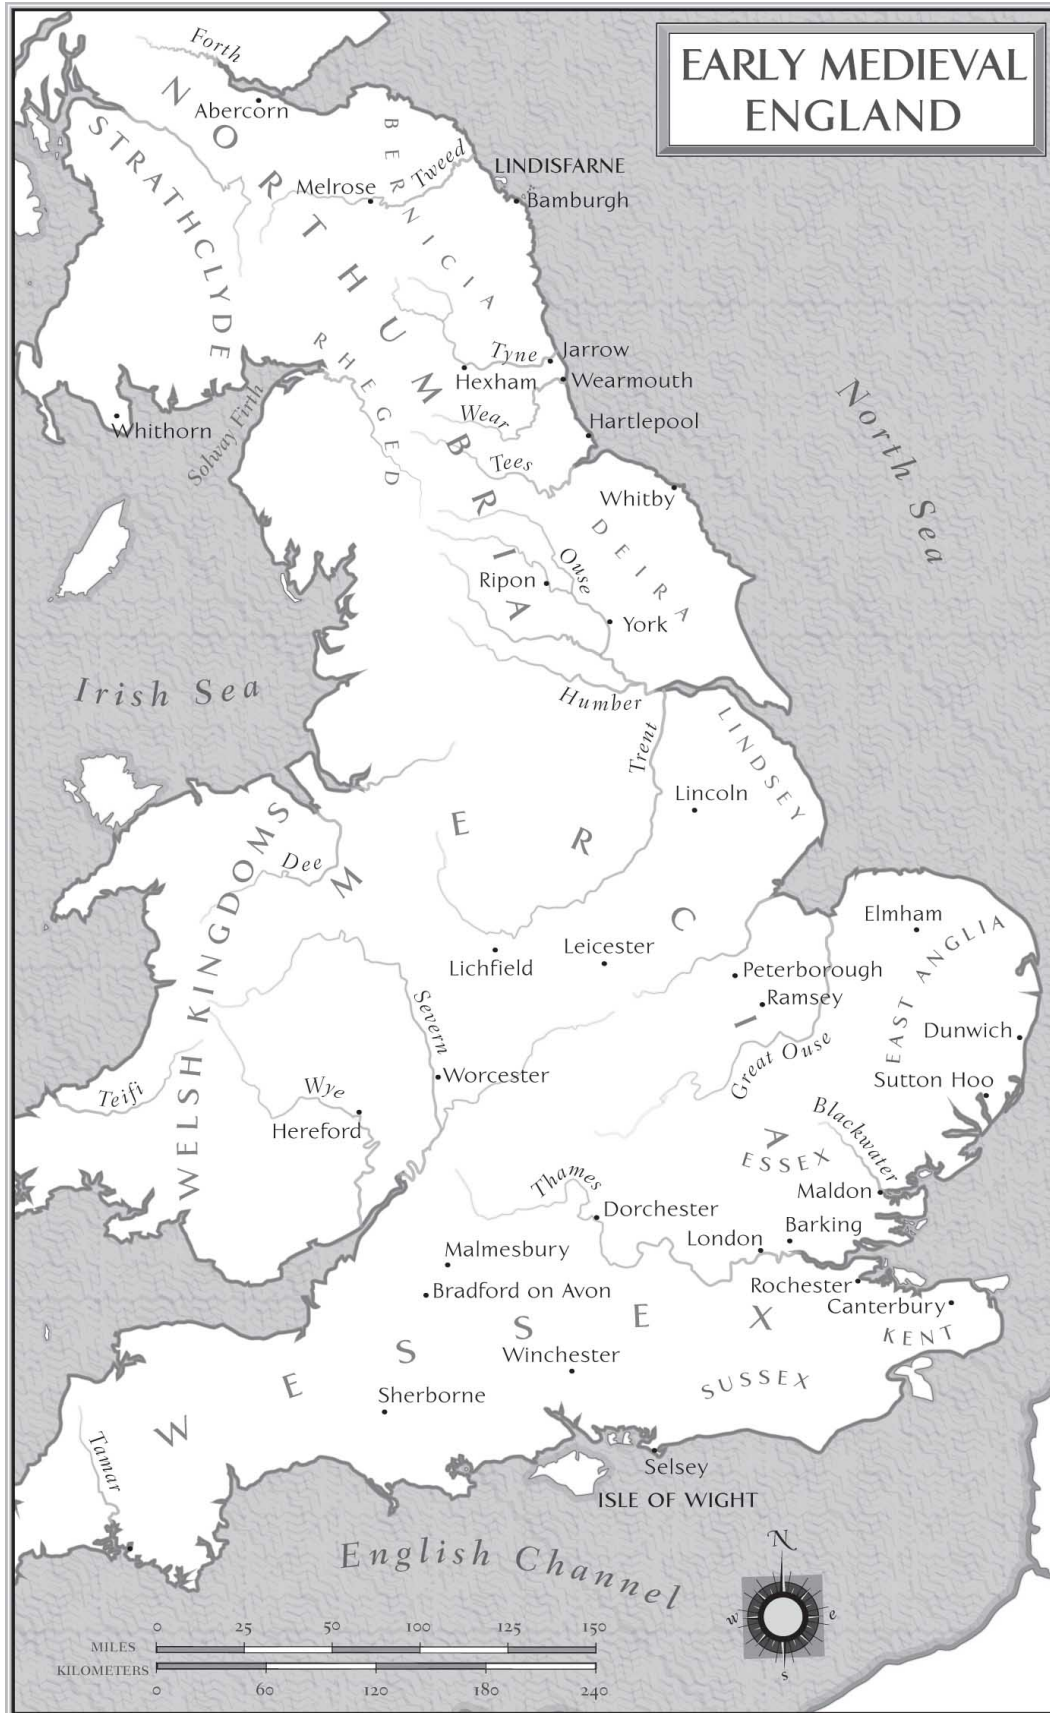 EARLY MEDIEVAL
ENGLAND
Forth
NORTHUMBRIA
Abercorn
STRATHCLYDE
BERNICIA
Tweed
LINDISFARNE
Melrose
Bamburgh
RHEGED
Tyne
Jarrow
Hexham
Wearmouth
Wear
Hartlepool
Whithorn
Solway Firth
North Sea
Tees
Whitby
DEIRA
Ouse
Ripon
York
Irish Sea
Humber
Trent
LINDSEY
Lincoln
MERCIA
WELSH KINGDOMS
Dee
Elmham
EAST ANGLIA
Leicester
Lichfield
Peterborough
Ramsey
Severn
Dunwich
Great Ouse
Worcester
Sutton Hoo
Teifi
Wye
Blackwater
Hereford
ESSEX
Thames
Maldon
Dorchester
Barking
London
Malmesbury
Rochester
Bradford on Avon
Canterbury
WESSEX
KENT
Winchester
SUSSEX
Sherborne
Tamar
Selsey
ISLE OF WIGHT
English Channel
N
w e
s
0 25 50 100 125 150
MILES
KILOMETERS
0 60 120 180 240